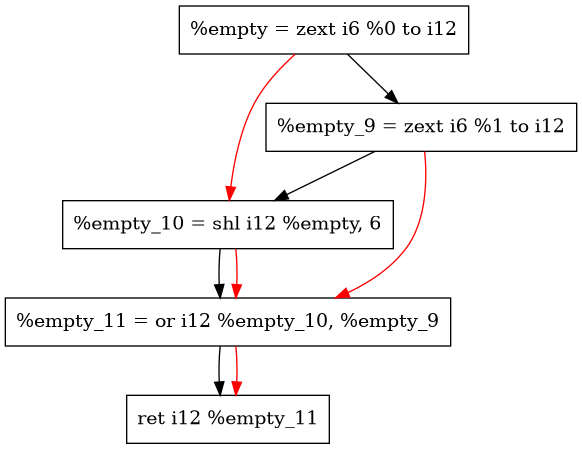 %empty = zext i6 %0 to i12
%empty_9 = zext i6 %1 to i12
%empty_10 = shl i12 %empty, 6
%empty_11 = or i12 %empty_10, %empty_9
ret i12 %empty_11